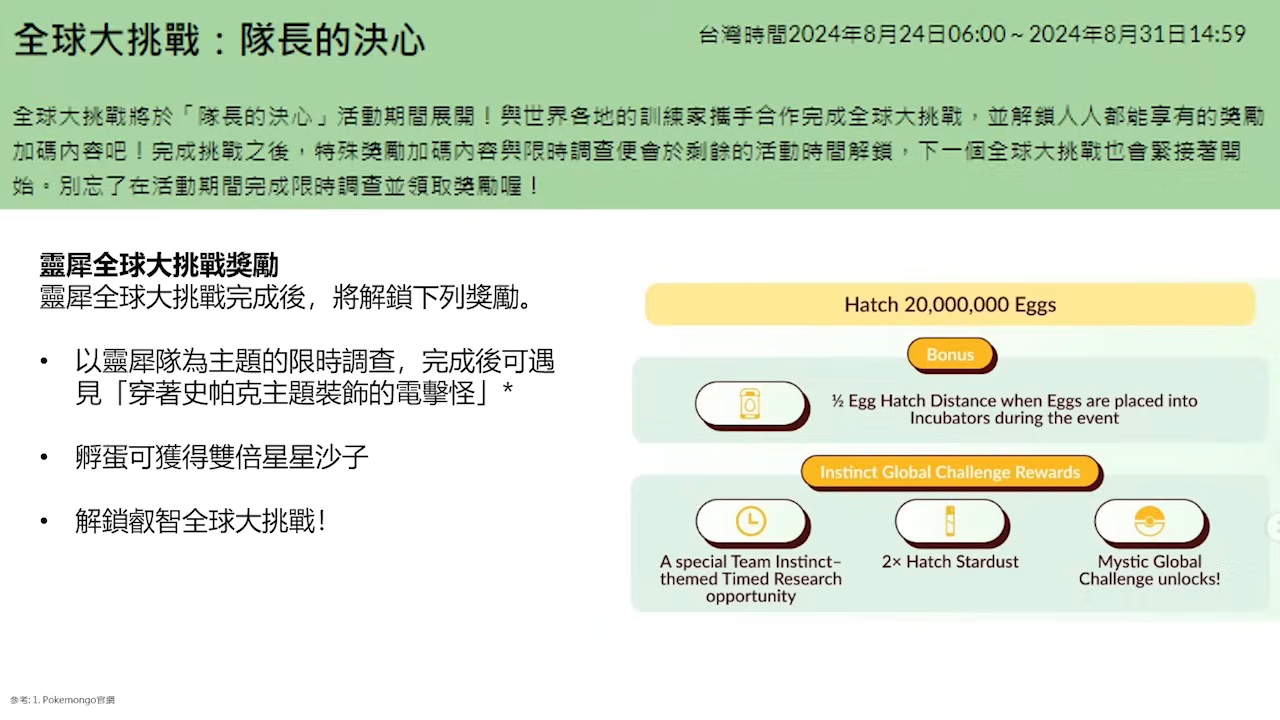 全球大挑戰：隊長的決心
台灣時間2024年8月24日06:00 ~ 2024年8月31日14:59
全球大挑戰將於「隊長的決心」活動期間展開！與世界各地的訓練家攜手合作完成全球大挑戰，並解鎖人人都能享有的獎勵
加碼內容吧！完成挑戰之後，特殊獎勵加碼內容與限時調查便會於剩餘的活動時間解鎖，下一個全球大挑戰也會緊接著開
始。別忘了在活動期間完成限時調查並領取獎勵喔！
靈犀全球大挑戰獎勵
靈犀全球大挑戰完成後，將解鎖下列獎勵。
• 以靈犀隊為主題的限時調查，完成後可遇
見「穿著史帕克主題裝飾的電擊怪」*
• 孵蛋可獲得雙倍星星沙子
• 解鎖叡智全球大挑戰!
Hatch 20,000,000 Eggs
Bonus
½ Egg Hatch Distance when Eggs are placed into
Incubators during the event
Instinct Global Challenge Rewards
A special Team Instinct–
themed Timed Research
opportunity
2× Hatch Stardust
Mystic Global
Challenge unlocks!
參考: 1. Pokemongo官網